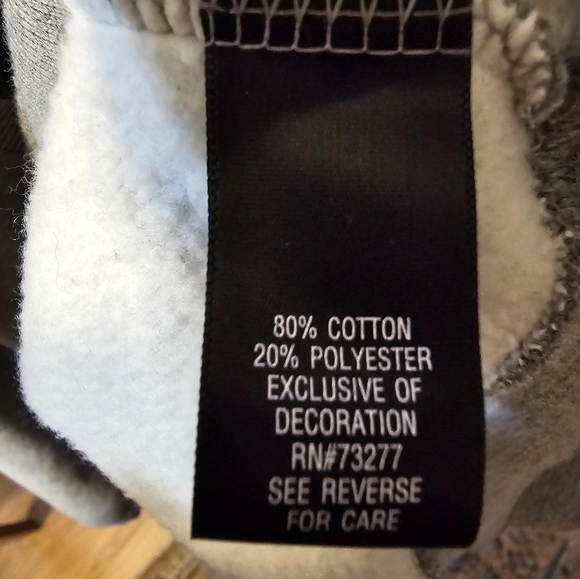 80% COTTON
20% POLYESTER
EXCLUSIVE OF
DECORATION
RN#73277
SEE REVERSE
FOR CARE